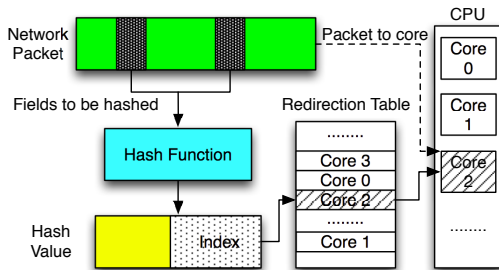 Network
Packet
Packet to core
CPU
Core
0
Core
1
Core
2
........
Fields to be hashed
Hash Function
Hash
Value
Index
Redirection Table
........
Core 3
Core 0
Core 2
........
Core 1